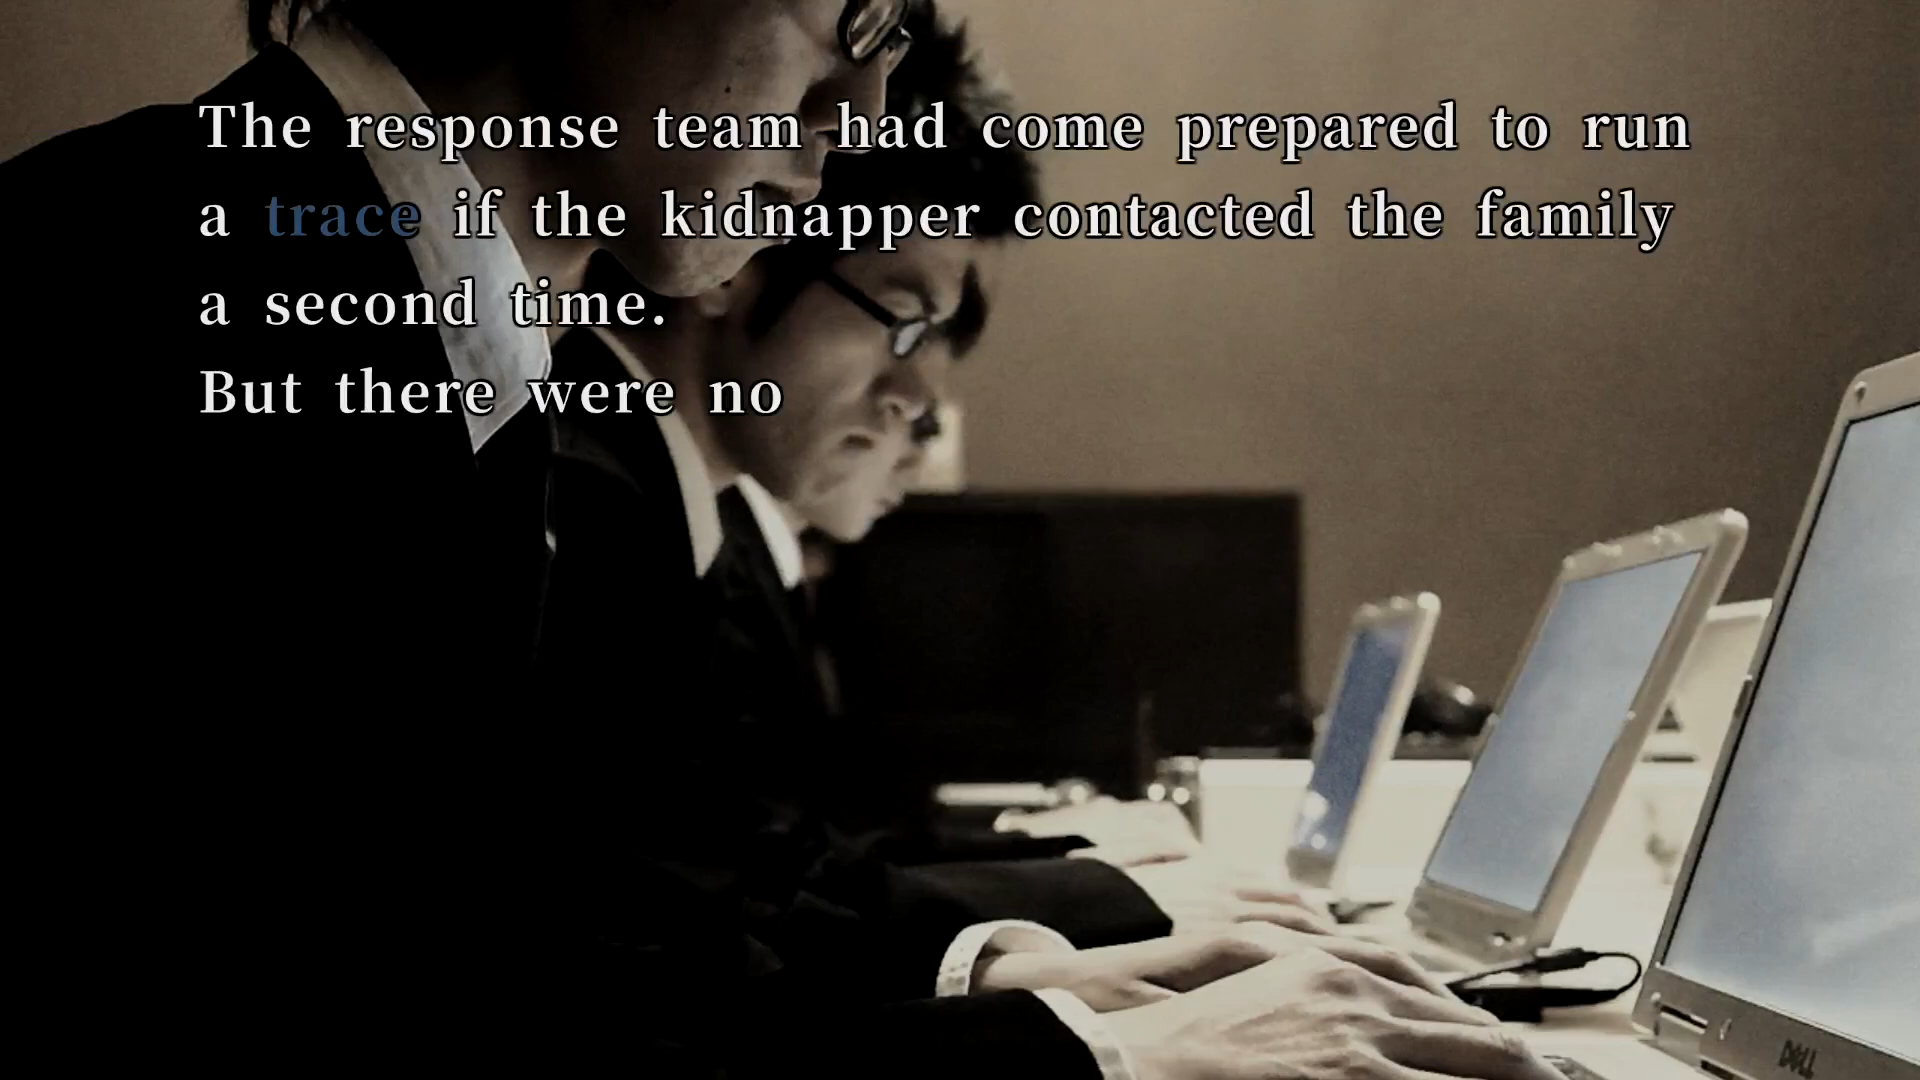 The response team had come prepared to run
a trace if the kidnapper contacted the family
a second time.
But there were no
DELL